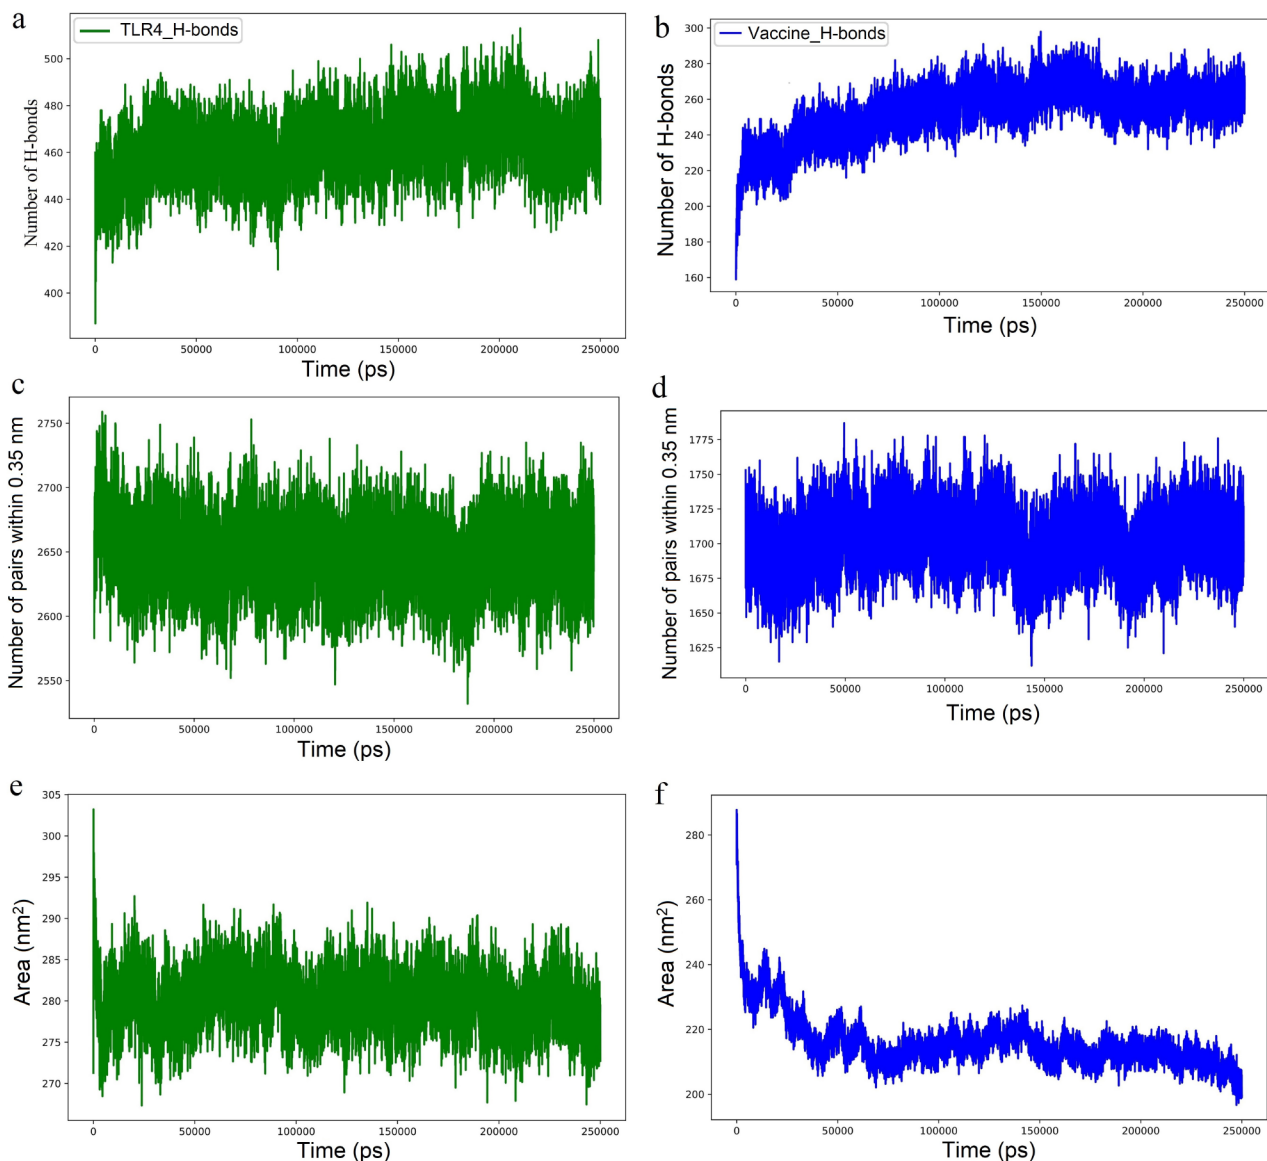 a
TLR4_H-bonds
Number of H-bonds
500
480
460
440
420
400
0 50000 100000 150000 200000 250000
Time (ps)
b
Vaccine_H-bonds
Number of H-bonds
300
280
260
240
220
200
180
160
0 50000 100000 150000 200000 250000
Time (ps)
c
Number of pairs within 0.35 nm
2750
2700
2650
2600
2550
0 50000 100000 150000 200000 250000
Time (ps)
d
Number of pairs within 0.35 nm
1775
1750
1725
1700
1675
1650
1625
0 50000 100000 150000 200000 250000
Time (ps)
e
Area (nm²)
305
300
295
290
285
280
275
270
0 50000 100000 150000 200000 250000
Time (ps)
f
Area (nm²)
280
260
240
220
200
0 50000 100000 150000 200000 250000
Time (ps)